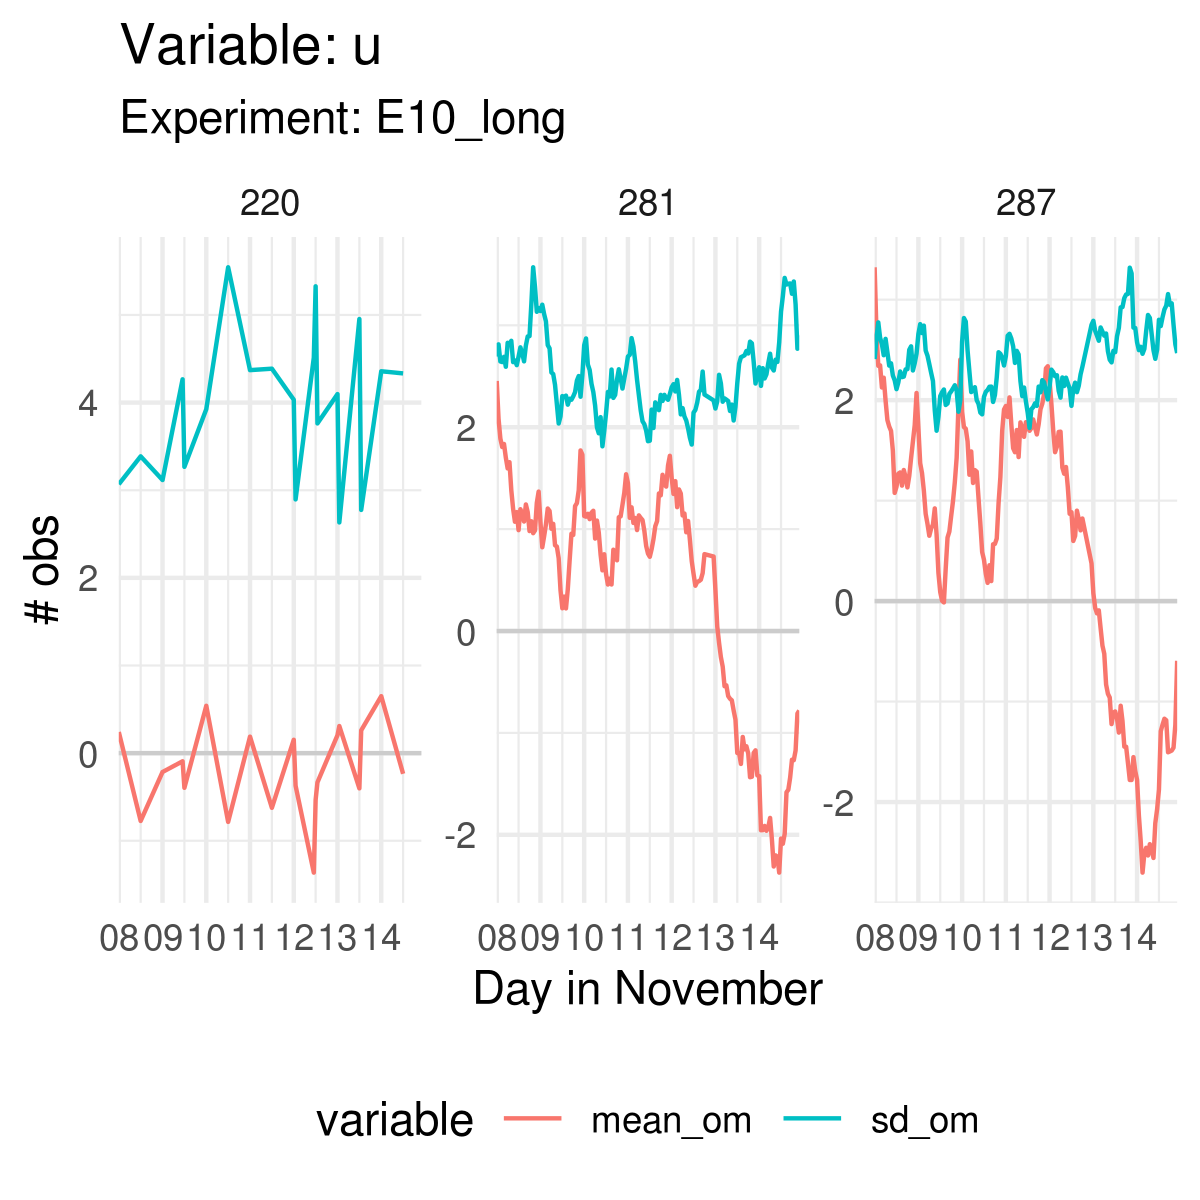 Variable: u
Experiment: E10_long
220 281 287
# obs
4
2
0
2
0
-2
2
0
-2
08 09 10 11 12 13 14 08 09 10 11 12 13 14 08 09 10 11 12 13 14
Day in November
variable mean_om sd_om